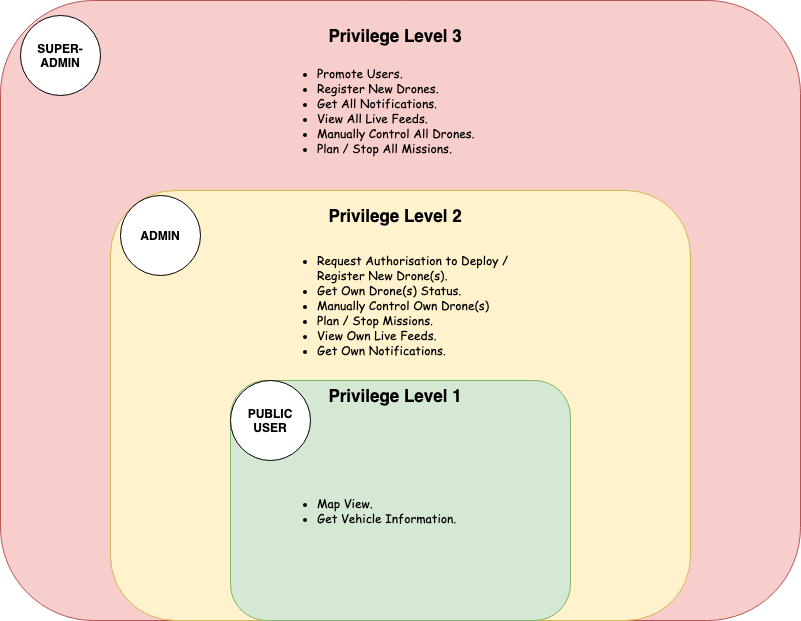 Privilege Level 3
SUPER-
ADMIN
• Promote Users.
• Register New Drones.
• Get All Notifications.
• View All Live Feeds.
• Manually Control All Drones.
• Plan / Stop All Missions.
Privilege Level 2
ADMIN
• Request Authorisation to Deploy /
Register New Drone(s).
• Get Own Drone(s) Status.
• Manually Control Own Drone(s)
• Plan / Stop Missions.
• View Own Live Feeds.
• Get Own Notifications.
Privilege Level 1
PUBLIC
USER
• Map View.
• Get Vehicle Information.